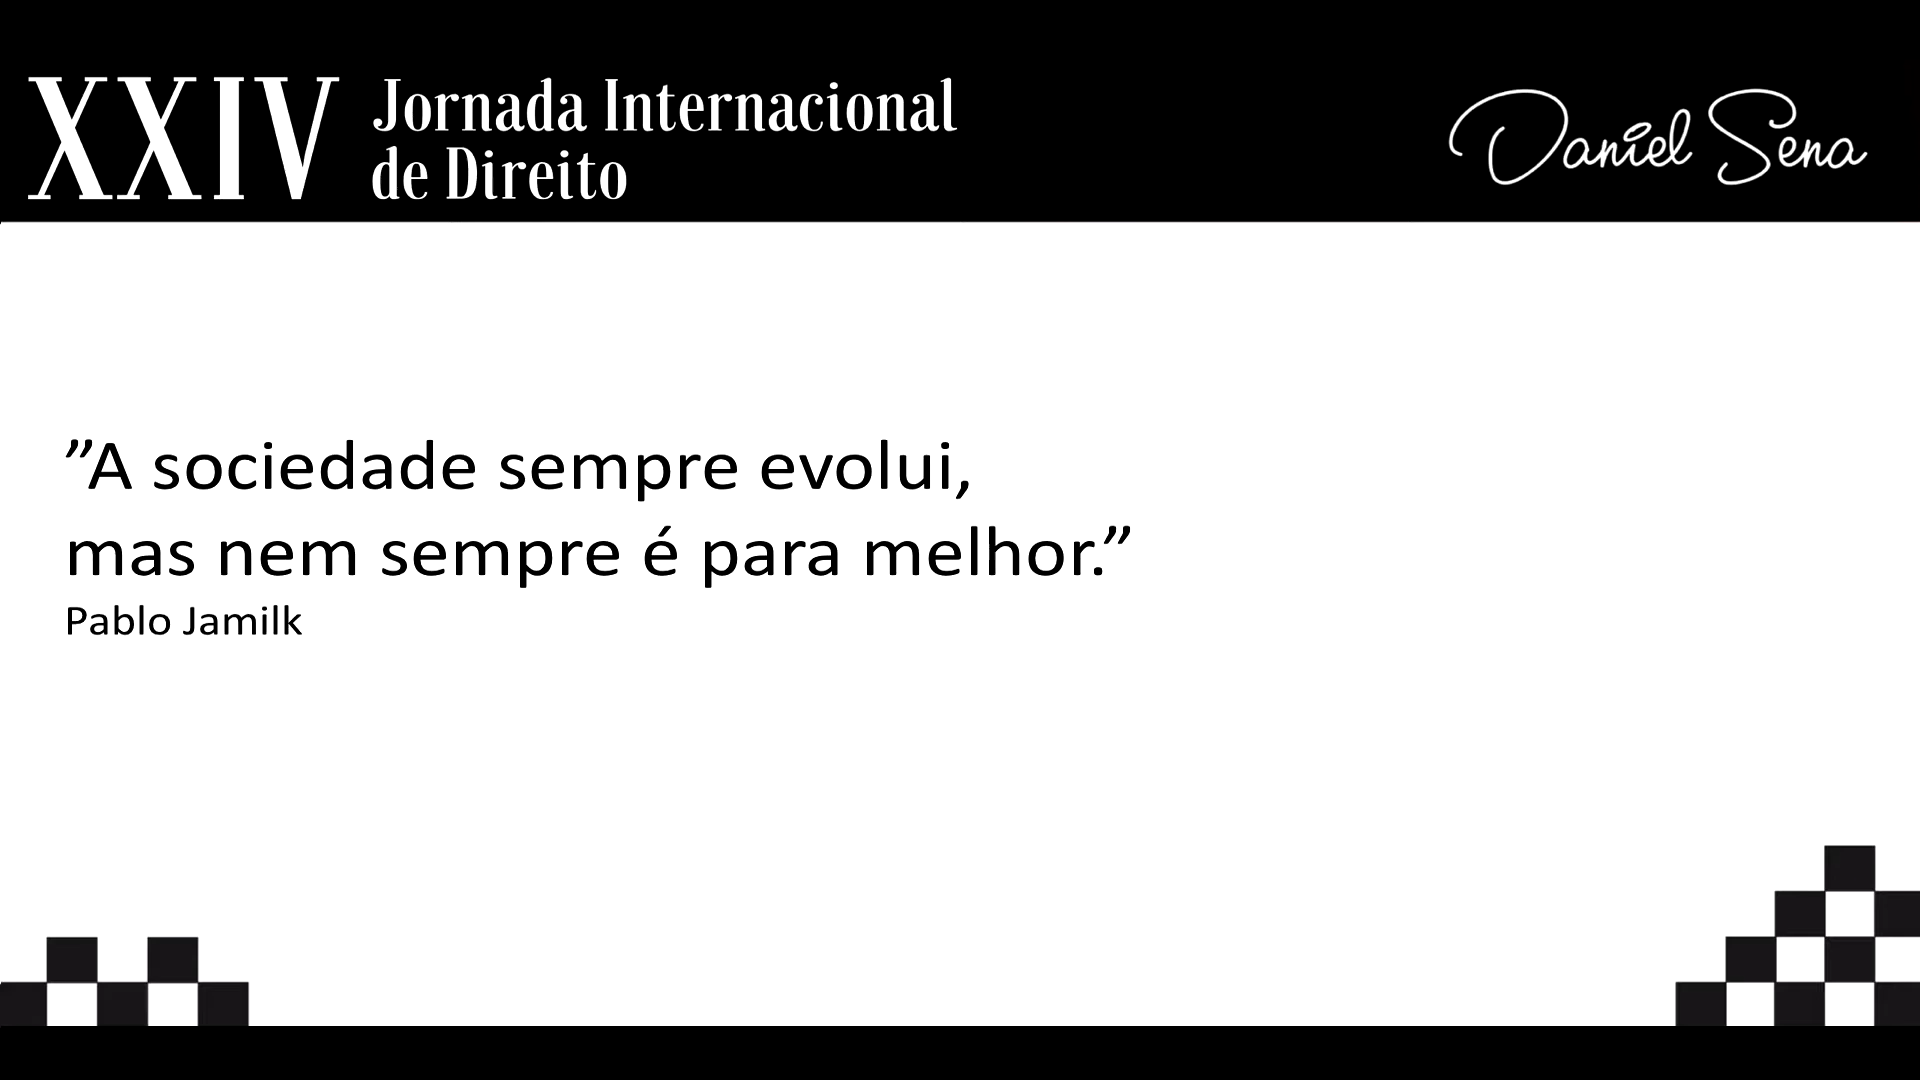 XXIV Jornada Internacional
de Direito
Daniel Sena
”A sociedade sempre evolui,
mas nem sempre é para melhor.”
Pablo Jamilk